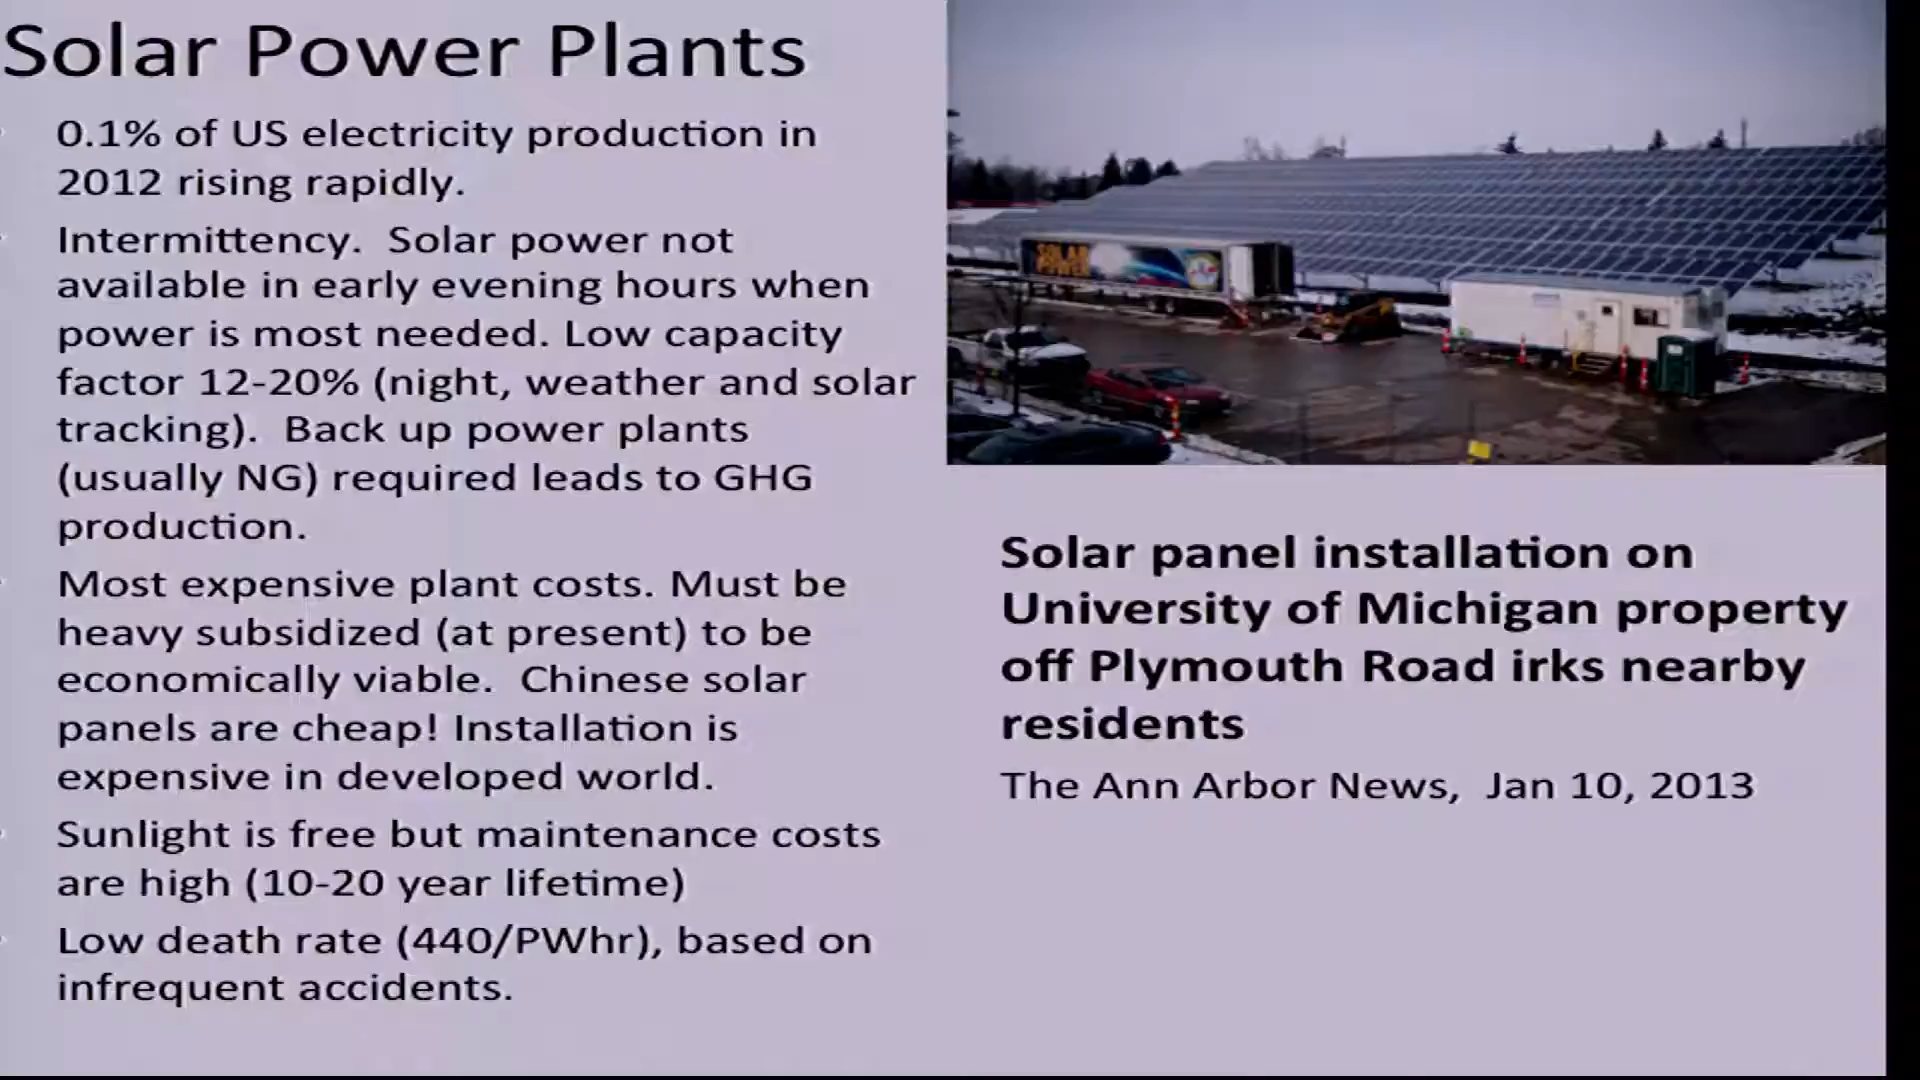 Solar Power Plants
0.1% of US electricity production in
2012 rising rapidly.
Intermittency.  Solar power not
available in early evening hours when
power is most needed. Low capacity
factor 12-20% (night, weather and solar
tracking).  Back up power plants
(usually NG) required leads to GHG
production.
Most expensive plant costs. Must be
heavy subsidized (at present) to be
economically viable.  Chinese solar
panels are cheap! Installation is
expensive in developed world.
Sunlight is free but maintenance costs
are high (10-20 year lifetime)
Low death rate (440/PWhr), based on
infrequent accidents.
SOLAR
POWER
Solar panel installation on
University of Michigan property
off Plymouth Road irks nearby
residents
The Ann Arbor News,  Jan 10, 2013